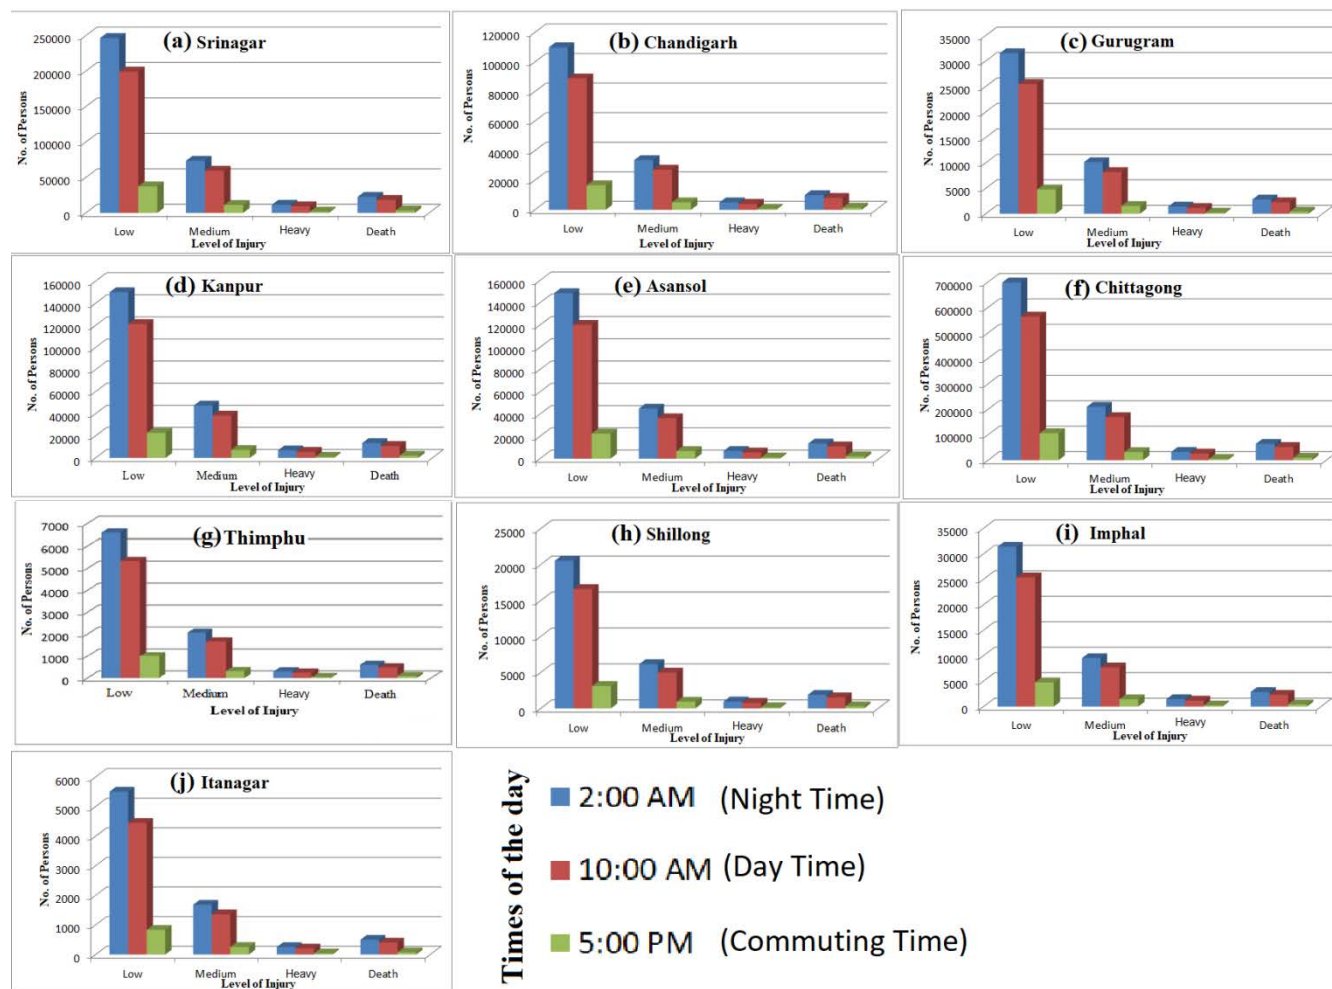 (a) Srinagar
No. of Persons
250000
200000
150000
100000
50000
0
Low Medium Heavy Death
Level of Injury
(b) Chandigarh
No. of Persons
120000
100000
80000
60000
40000
20000
0
Low Medium Heavy Death
Level of Injury
(c) Gurugram
No. of Persons
35000
30000
25000
20000
15000
10000
5000
0
Low Medium Heavy Death
Level of Injury
(d) Kanpur
No. of Persons
160000
140000
120000
100000
80000
60000
40000
20000
0
Low Medium Heavy Death
Level of Injury
(e) Asansol
No. of Persons
160000
140000
120000
100000
80000
60000
40000
20000
0
Low Medium Heavy Death
Level of Injury
(f) Chittagong
No. of Persons
700000
600000
500000
400000
300000
200000
100000
0
Low Medium Heavy Death
Level of Injury
(g) Thimphu
No. of Persons
7000
6000
5000
4000
3000
2000
1000
0
Low Medium Heavy Death
Level of Injury
(h) Shillong
No. of Persons
25000
20000
15000
10000
5000
0
Low Medium Heavy Death
Level of Injury
(i) Imphal
No. of Persons
35000
30000
25000
20000
15000
10000
5000
0
Low Medium Heavy Death
Level of Injury
(j) Itanagar
No. of Persons
6000
5000
4000
3000
2000
1000
0
Low Medium Heavy Death
Level of Injury
Times of the day
2:00 AM (Night Time)
10:00 AM (Day Time)
5:00 PM (Commuting Time)